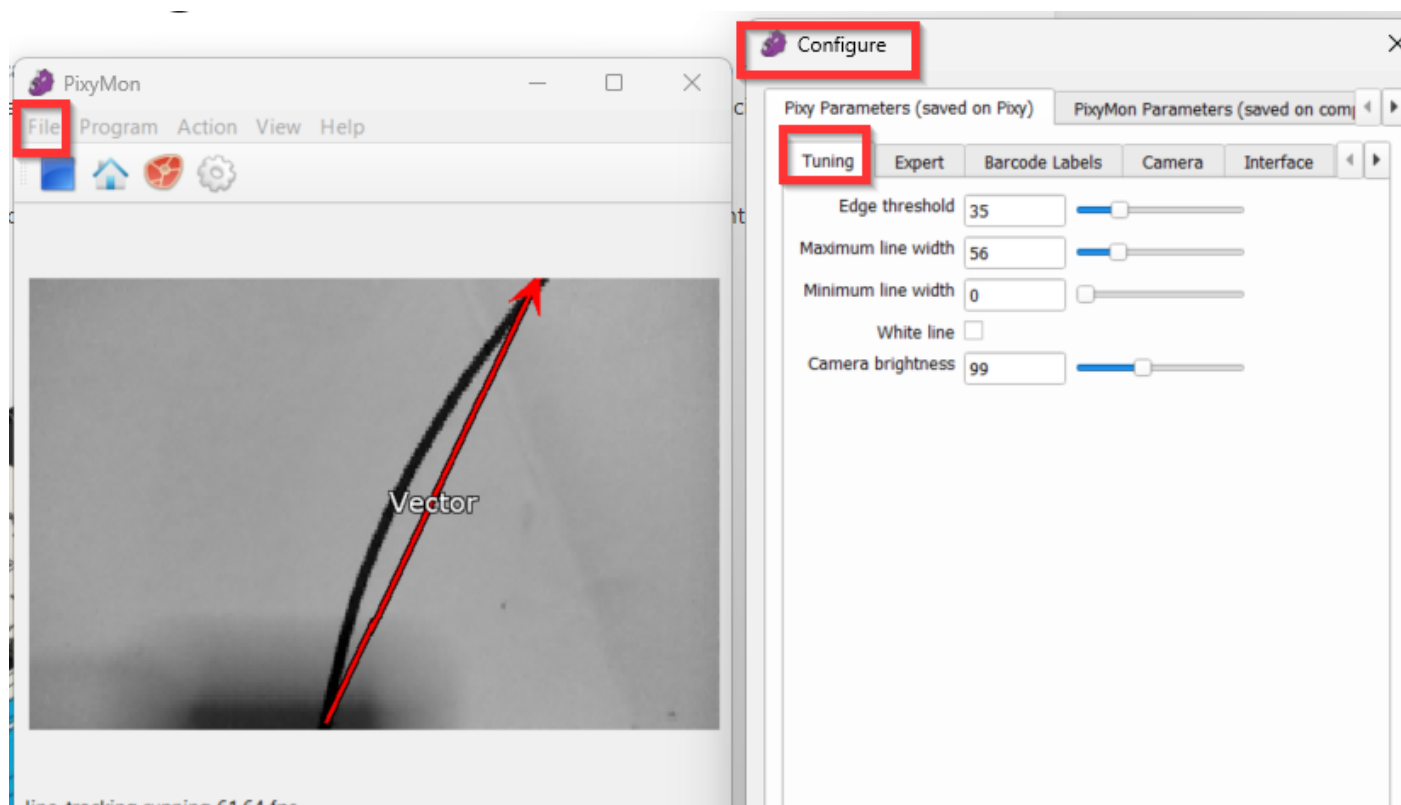 PixyMon
File Program Action View Help
Vector
Configure
Pixy Parameters (saved on Pixy)
PixyMon Parameters (saved on com
Tuning
Expert
Barcode Labels
Camera
Interface
Edge threshold 35
Maximum line width 56
Minimum line width 0
White line
Camera brightness 99